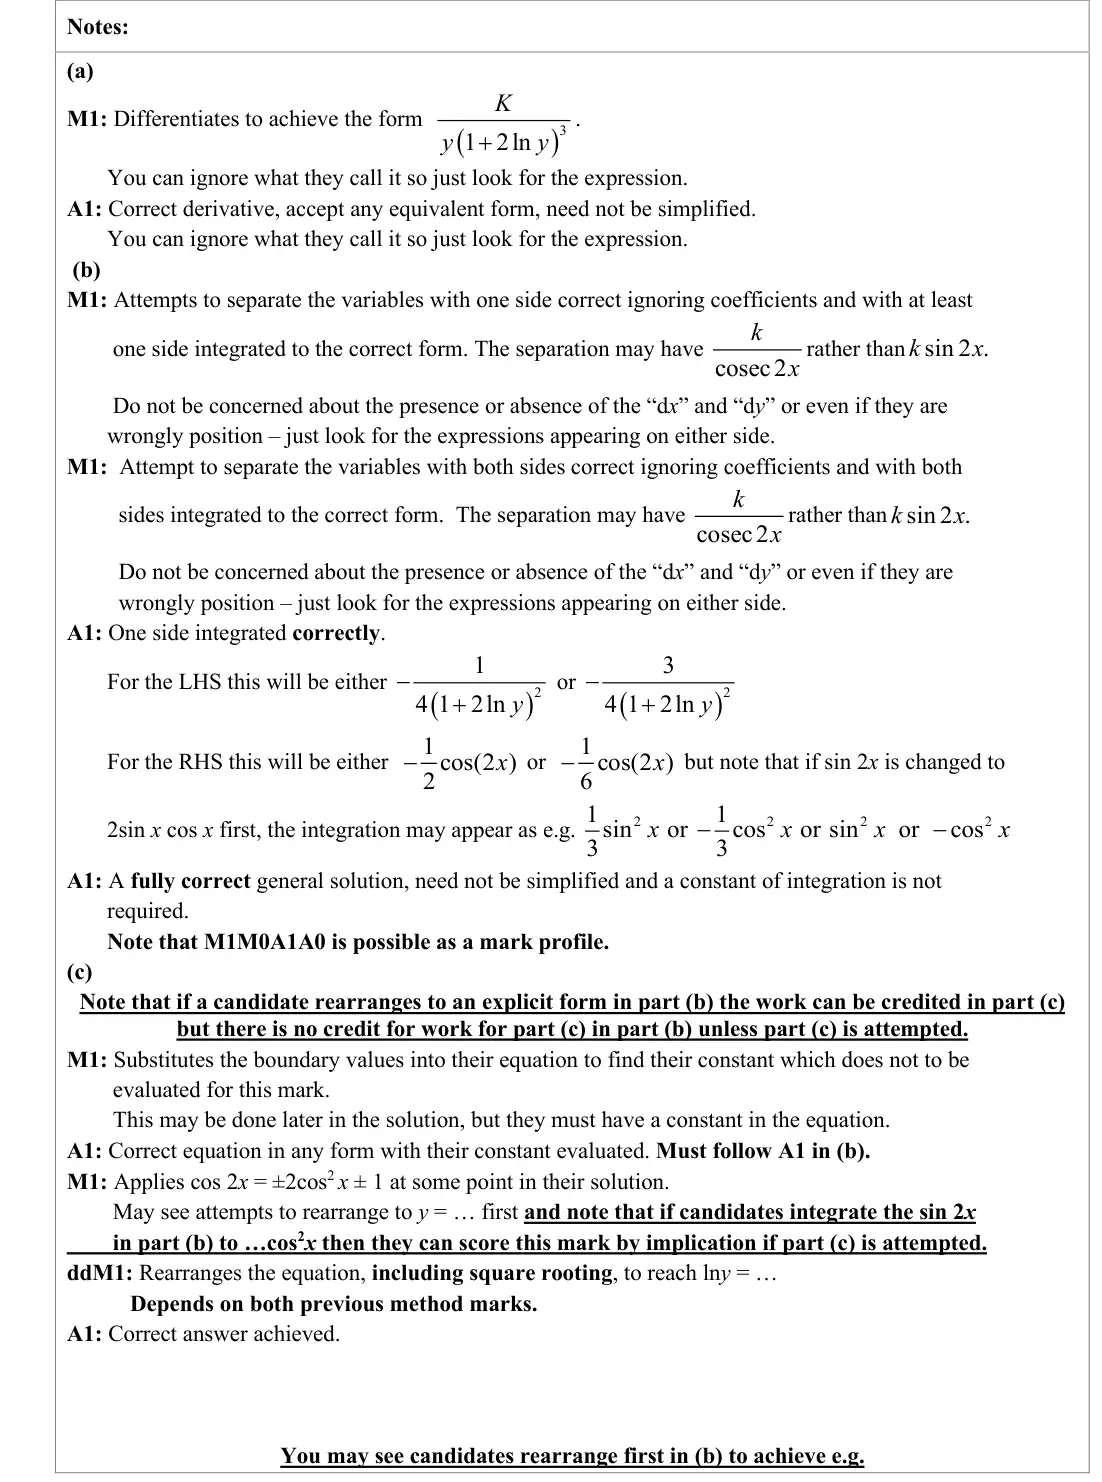 Notes:
(a)
M1: Differentiates to achieve the form K / y(1+2 ln y)³ .
You can ignore what they call it so just look for the expression.
A1: Correct derivative, accept any equivalent form, need not be simplified.
You can ignore what they call it so just look for the expression.
(b)
M1: Attempts to separate the variables with one side correct ignoring coefficients and with at least
one side integrated to the correct form. The separation may have k / cosec 2x rather than k sin 2x.
Do not be concerned about the presence or absence of the “dx” and “dy” or even if they are
wrongly position – just look for the expressions appearing on either side.
M1: Attempt to separate the variables with both sides correct ignoring coefficients and with both
sides integrated to the correct form. The separation may have k / cosec 2x rather than k sin 2x.
Do not be concerned about the presence or absence of the “dx” and “dy” or even if they are
wrongly position – just look for the expressions appearing on either side.
A1: One side integrated correctly.
For the LHS this will be either − 1 / 4(1+2 ln y)² or − 3 / 4(1+2 ln y)²
For the RHS this will be either − 1/2 cos(2x) or − 1/6 cos(2x) but note that if sin 2x is changed to
2sin x cos x first, the integration may appear as e.g. 1/3 sin² x or − 1/3 cos² x or sin² x or − cos² x
A1: A fully correct general solution, need not be simplified and a constant of integration is not
required.
Note that M1M0A1A0 is possible as a mark profile.
(c)
Note that if a candidate rearranges to an explicit form in part (b) the work can be credited in part (c)
but there is no credit for work for part (c) in part (b) unless part (c) is attempted.
M1: Substitutes the boundary values into their equation to find their constant which does not to be
evaluated for this mark.
This may be done later in the solution, but they must have a constant in the equation.
A1: Correct equation in any form with their constant evaluated. Must follow A1 in (b).
M1: Applies cos 2x = ±2cos² x ± 1 at some point in their solution.
May see attempts to rearrange to y = … first and note that if candidates integrate the sin 2x
in part (b) to …cos²x then they can score this mark by implication if part (c) is attempted.
ddM1: Rearranges the equation, including square rooting, to reach lny = …
Depends on both previous method marks.
A1: Correct answer achieved.
You may see candidates rearrange first in (b) to achieve e.g.